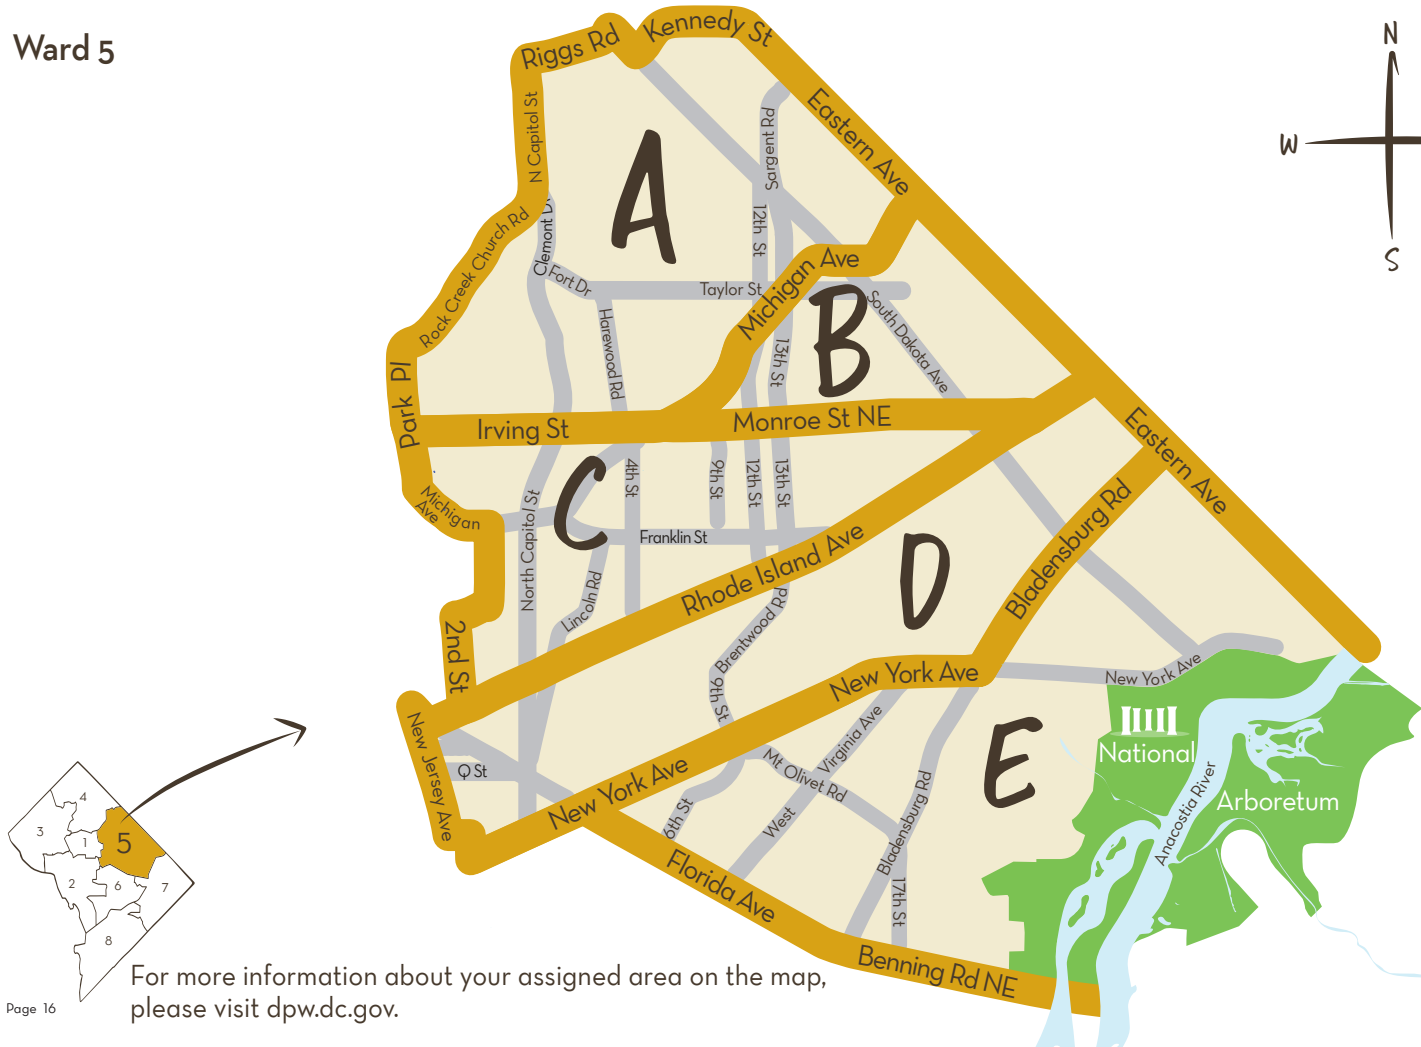 Ward 5
Riggs Rd
Kennedy St
N
W
S
N Capitol St
Sargent Rd
Eastern Ave
A
Rock Creek Church Rd
Clemont Dr
12th St
Fort Dr
Taylor St
Michigan Ave
B
South Dakota Ave
Harewood Rd
13th St
Park Pl
Irving St
Monroe St NE
Eastern Ave
C
4th St
9th St
12th St
13th St
Michigan
Ave
North Capitol St
Franklin St
Rhode Island Ave
D
Bladensburg Rd
Lincoln Rd
Brentwood Rd
2nd St
9th St
New York Ave
New York Ave
New Jersey Ave
Q St
New York Ave
Mt Olivet Rd
West Virginia Ave
E
National
Arboretum
Anacostia River
6th St
Bladensburg Rd
17th St
Florida Ave
Benning Rd NE
4
3
1
5
2
6
7
8
For more information about your assigned area on the map,
please visit dpw.dc.gov.
Page 16